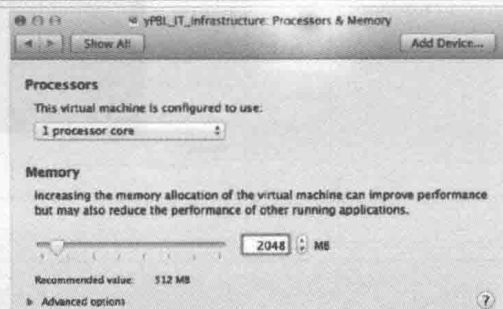 yPBL_IT_Infrastructure: Processors & Memory
Show All
Add Device...
Processors
This virtual machine is configured to use:
1 processor core
Memory
Increasing the memory allocation of the virtual machine can improve performance
but may also reduce the performance of other running applications.
2048 MB
Recommended value: 512 MB
Advanced options
?